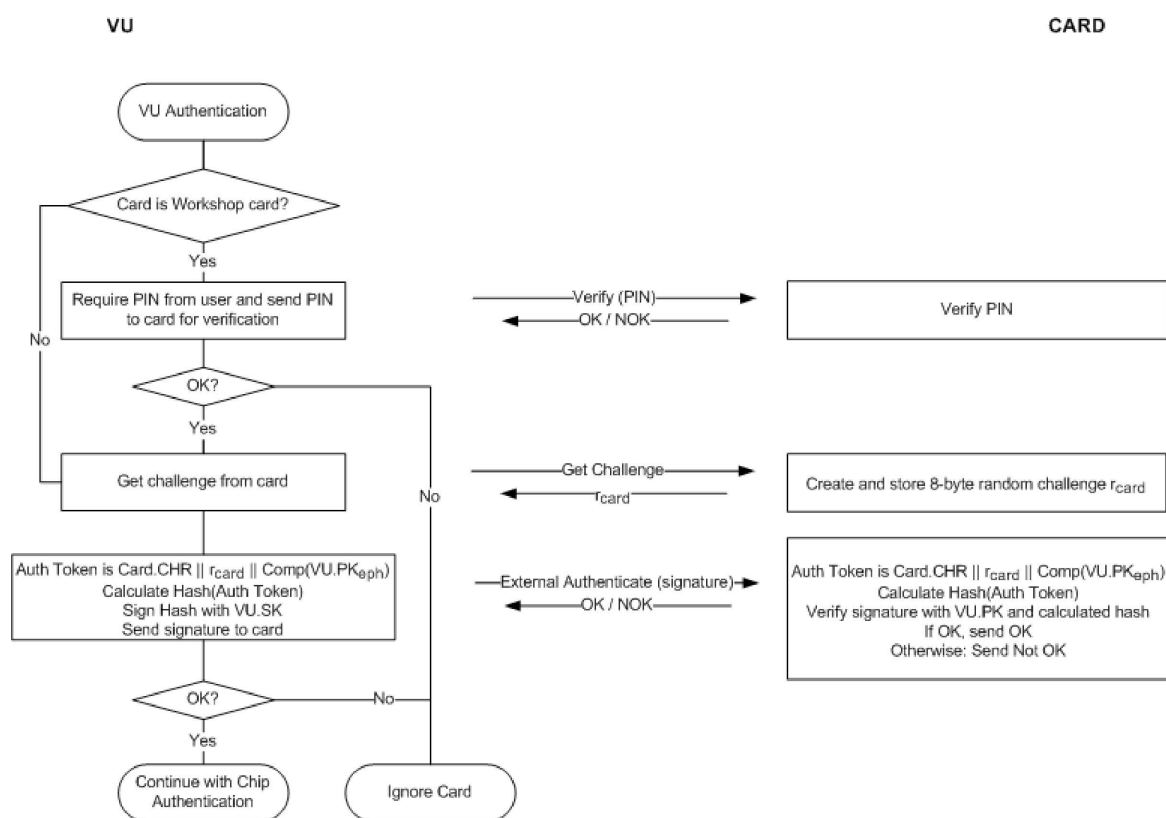 VU
CARD
VU Authentication
Card is Workshop card?
Yes
Require PIN from user and send PIN
to card for verification
Verify (PIN)
OK / NOK
Verify PIN
No
OK?
Yes
Get challenge from card
No
Get Challenge
rcard
Create and store 8-byte random challenge rcard
Auth Token is Card.CHR || rcard || Comp(VU.PKeph)
Calculate Hash(Auth Token)
Sign Hash with VU.SK
Send signature to card
External Authenticate (signature)
OK / NOK
Auth Token is Card.CHR || rcard || Comp(VU.PKeph)
Calculate Hash(Auth Token)
Verify signature with VU.PK and calculated hash
If OK, send OK
Otherwise: Send Not OK
OK?
No
Yes
Continue with Chip
Authentication
Ignore Card